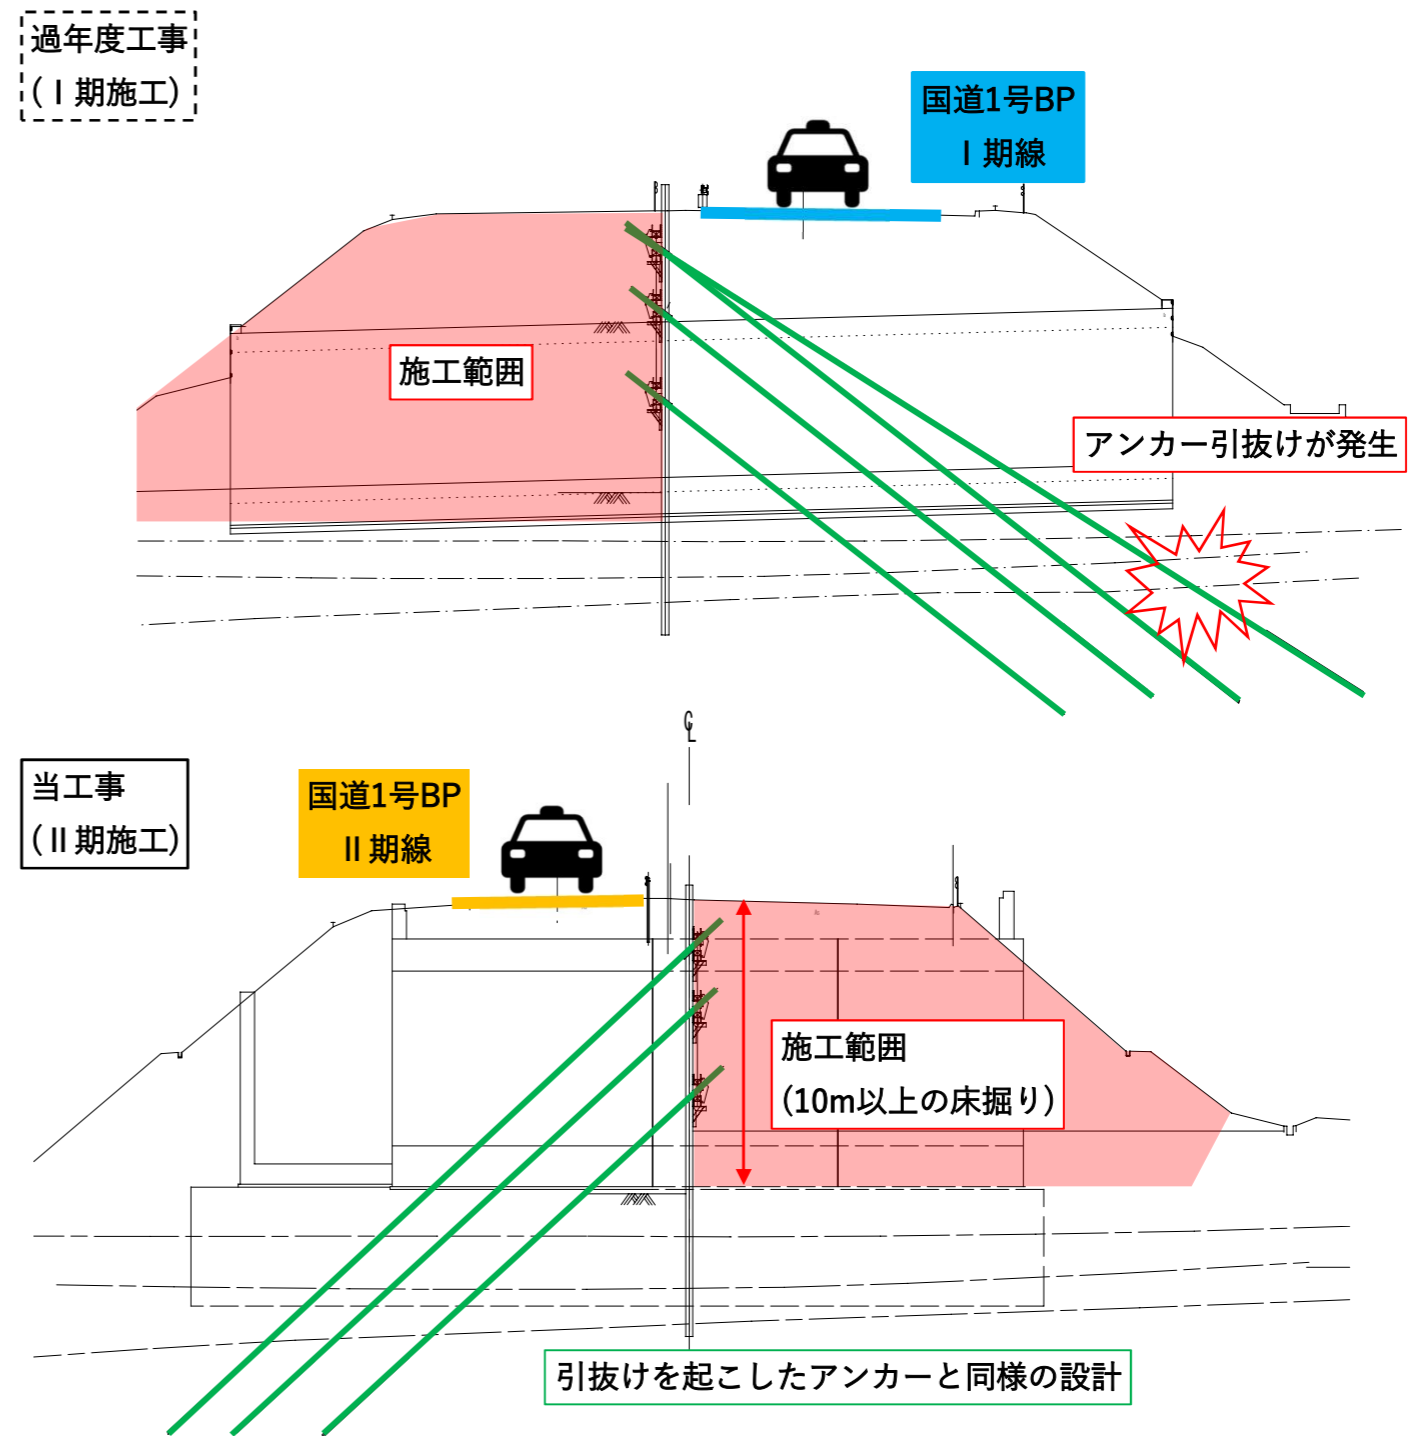 過年度工事
(Ⅰ期施工)
国道1号BP
Ⅰ期線
施工範囲
アンカー引抜けが発生
℄
当工事
(Ⅱ期施工)
国道1号BP
Ⅱ期線
施工範囲
(10m以上の床掘り)
引抜けを起こしたアンカーと同様の設計